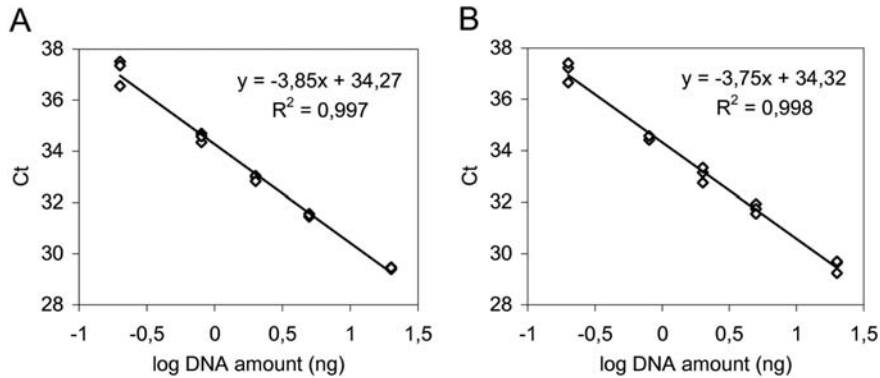 A
Ct
38
36
34
32
30
28
y = -3,85x + 34,27
R² = 0,997
-1 -0,5 0 0,5 1 1,5
log DNA amount (ng)
B
Ct
38
36
34
32
30
28
y = -3,75x + 34,32
R² = 0,998
-1 -0,5 0 0,5 1 1,5
log DNA amount (ng)